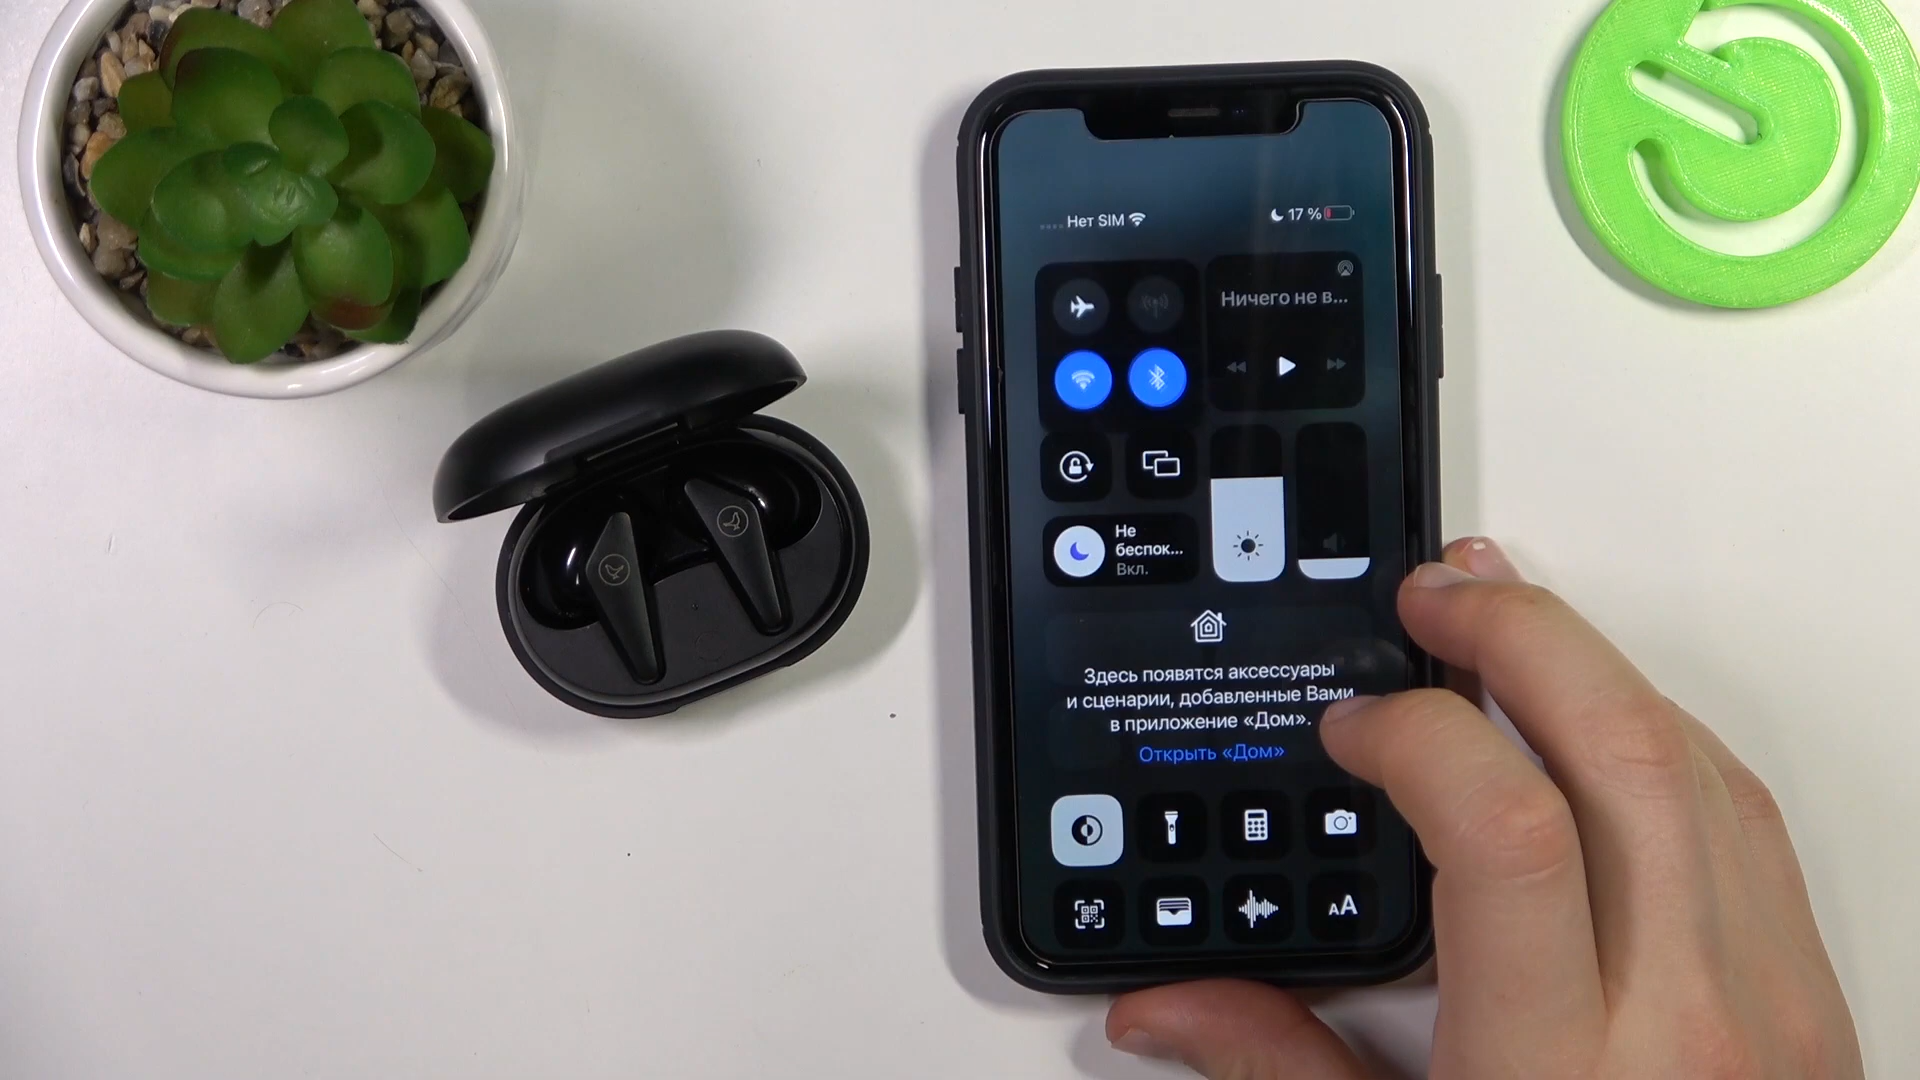 Нет SIM
17 %
Ничего не в...
Не
беспок...
Вкл.
Здесь появятся аксессуары
и сценарии, добавленные Вами
в приложение «Дом».
Открыть «Дом»
AA